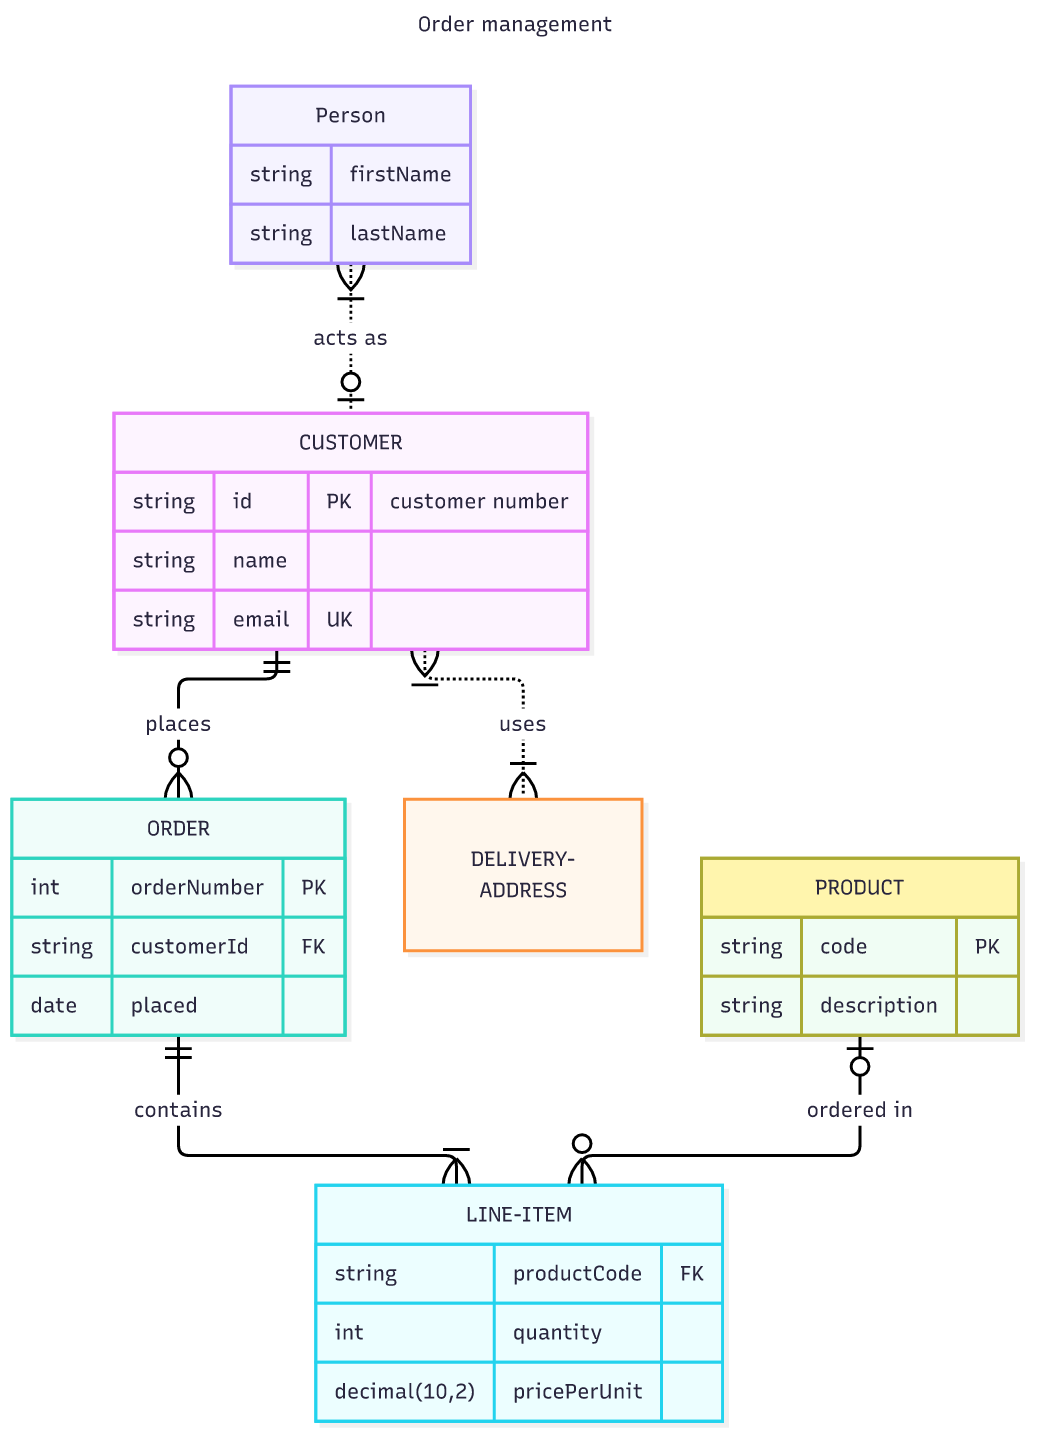 Order management
Person
string firstName
string lastName
acts as
CUSTOMER
string id PK customer number
string name
string email UK
places
uses
ORDER
int orderNumber PK
string customerId FK
date placed
DELIVERY-
ADDRESS
PRODUCT
string code PK
string description
contains
ordered in
LINE-ITEM
string productCode FK
int quantity
decimal(10,2) pricePerUnit